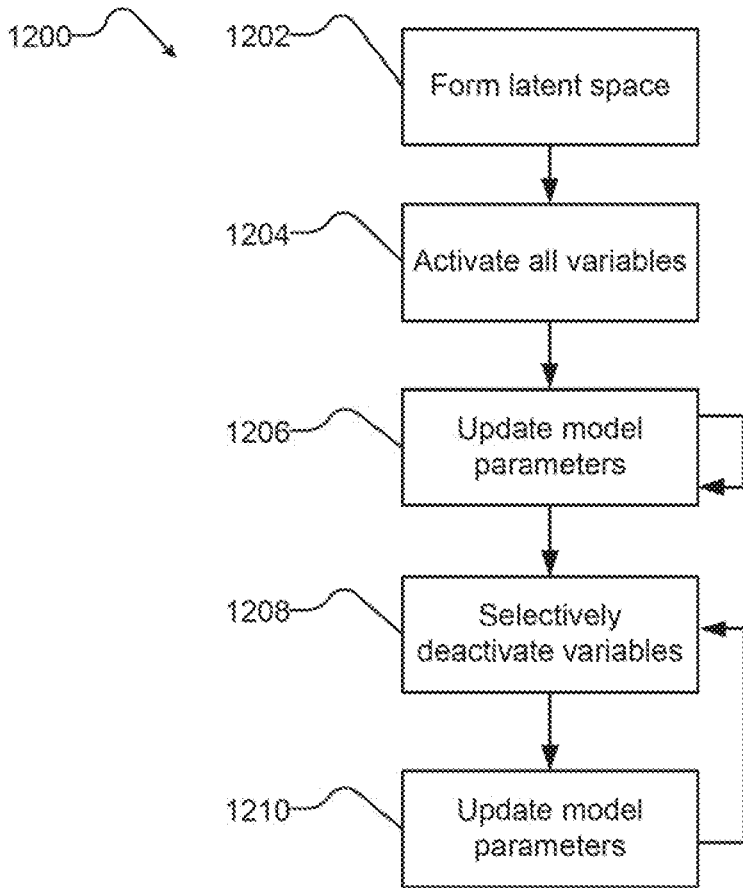 1200
1202
Form latent space
1204
Activate all variables
1206
Update model
parameters
1208
Selectively
deactivate variables
1210
Update model
parameters